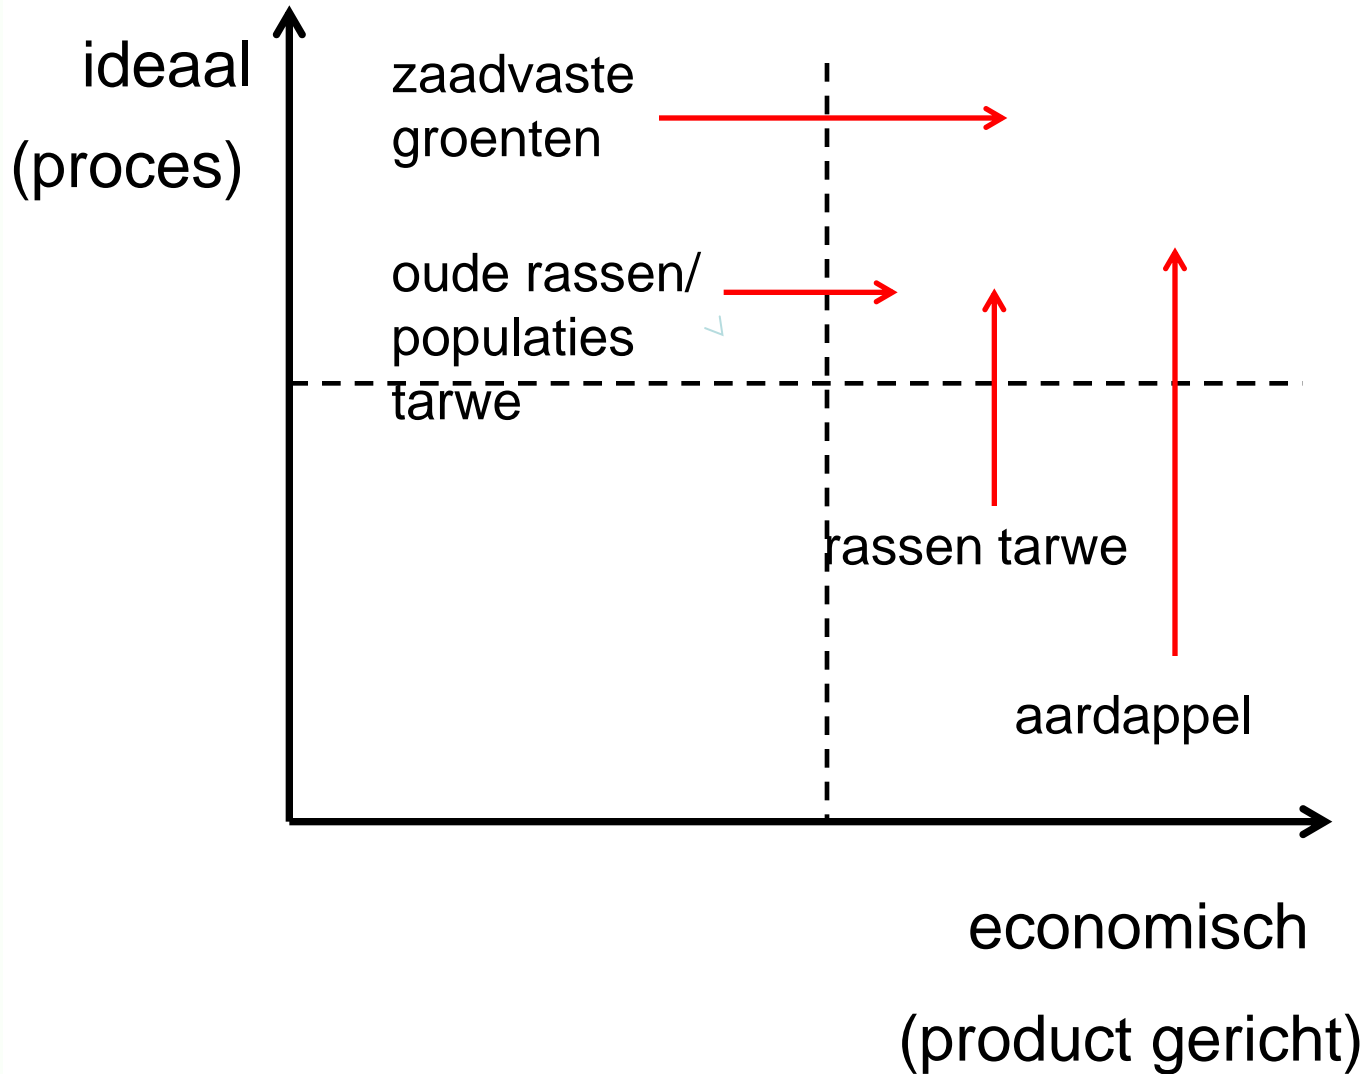 ideaal
(proces)
zaadvaste
groenten
oude rassen/
populaties
tarwe
rassen tarwe
aardappel
economisch
(product gericht)